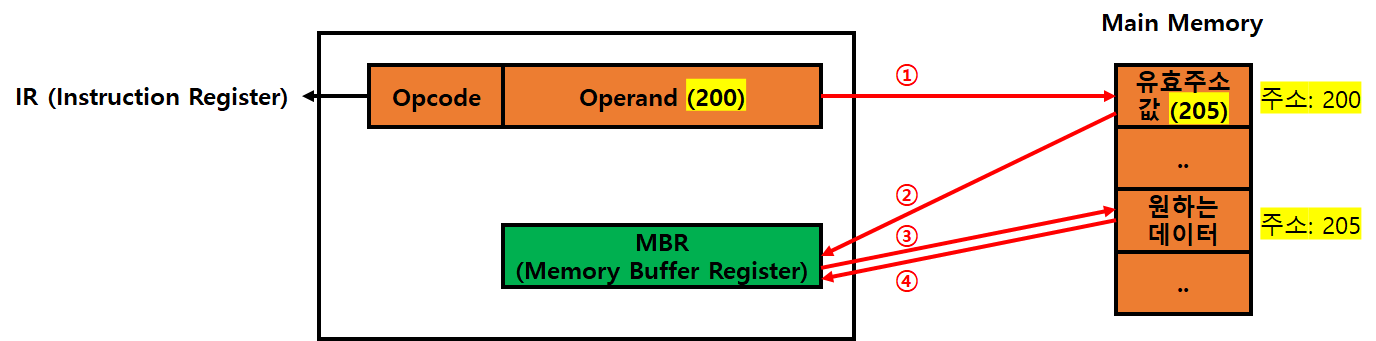 Main Memory
IR (Instruction Register)
Opcode
Operand (200)
①
유효주소
값 (205)
주소: 200
..
②
원하는
데이터
주소: 205
MBR
(Memory Buffer Register)
③
④
..